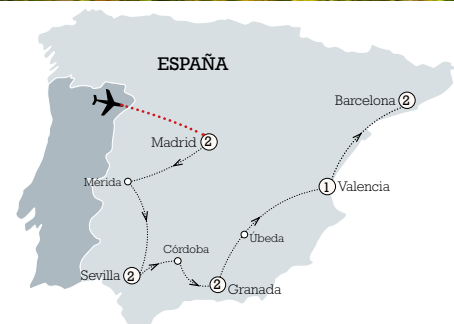 ESPAÑA
Barcelona 2
Madrid 2
Mérida
1 Valencia
Úbeda
Córdoba
Sevilla 2
2 Granada